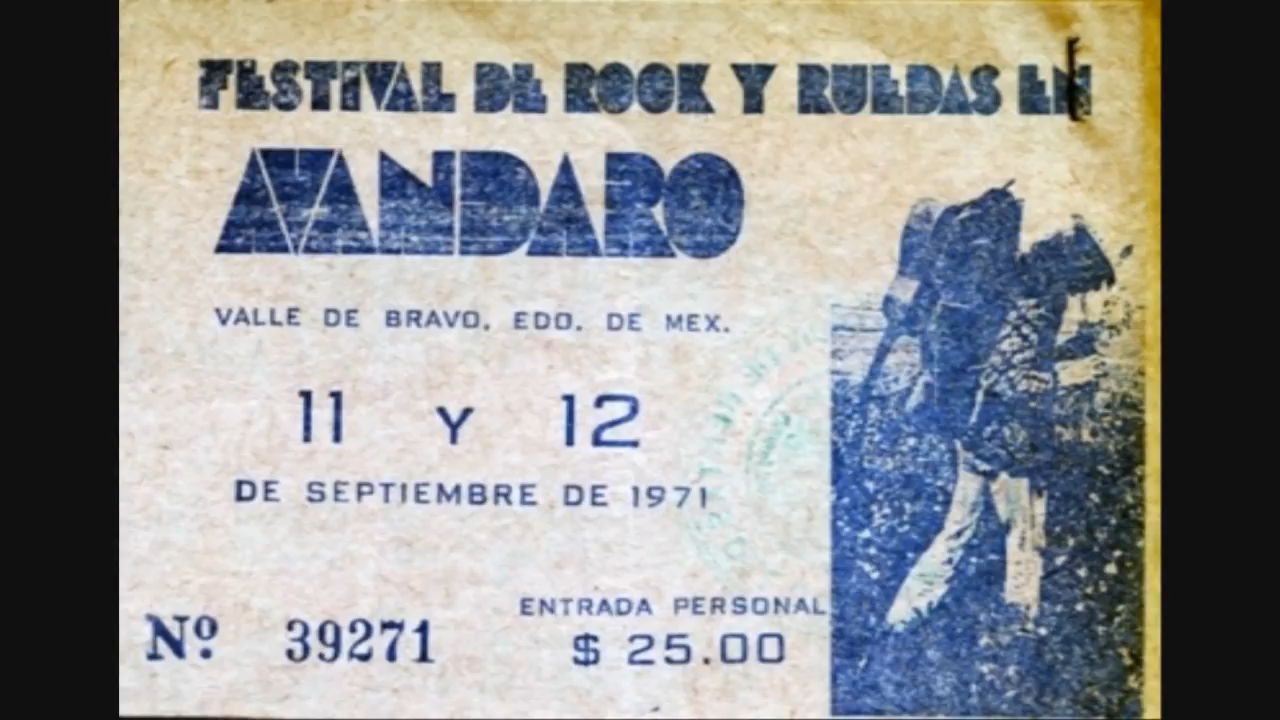 FESTIVAL DE ROCK Y RUEDAS EN
AVANDARO
VALLE DE BRAVO, EDO. DE MEX.
11 Y 12
DE SEPTIEMBRE DE 1971
ENTRADA PERSONAL
Nº 39271
$ 25.00